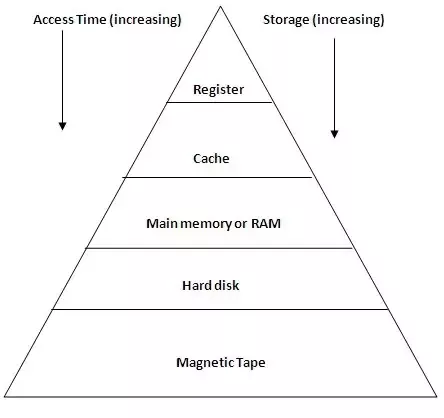 Access Time (increasing)
Storage (increasing)
Register
Cache
Main memory or RAM
Hard disk
Magnetic Tape